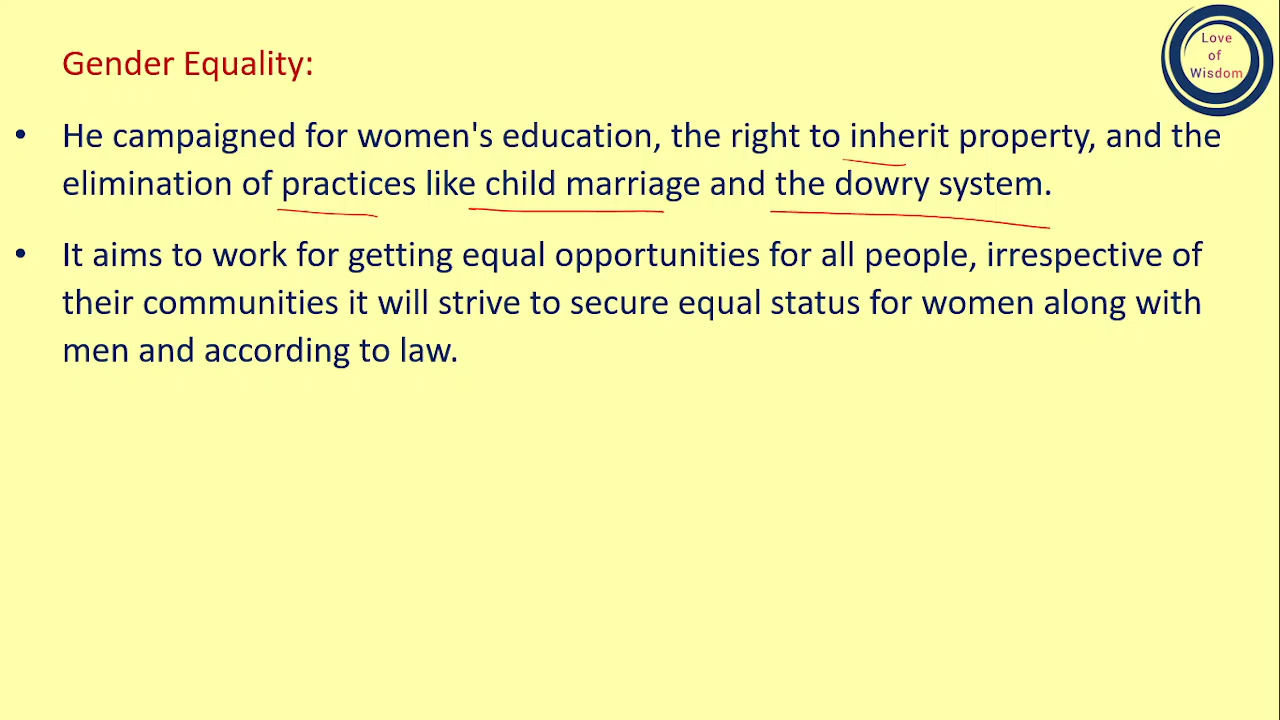 Love
of
Wisdom
Gender Equality:
• He campaigned for women's education, the right to inherit property, and the
elimination of practices like child marriage and the dowry system.
• It aims to work for getting equal opportunities for all people, irrespective of
their communities it will strive to secure equal status for women along with
men and according to law.